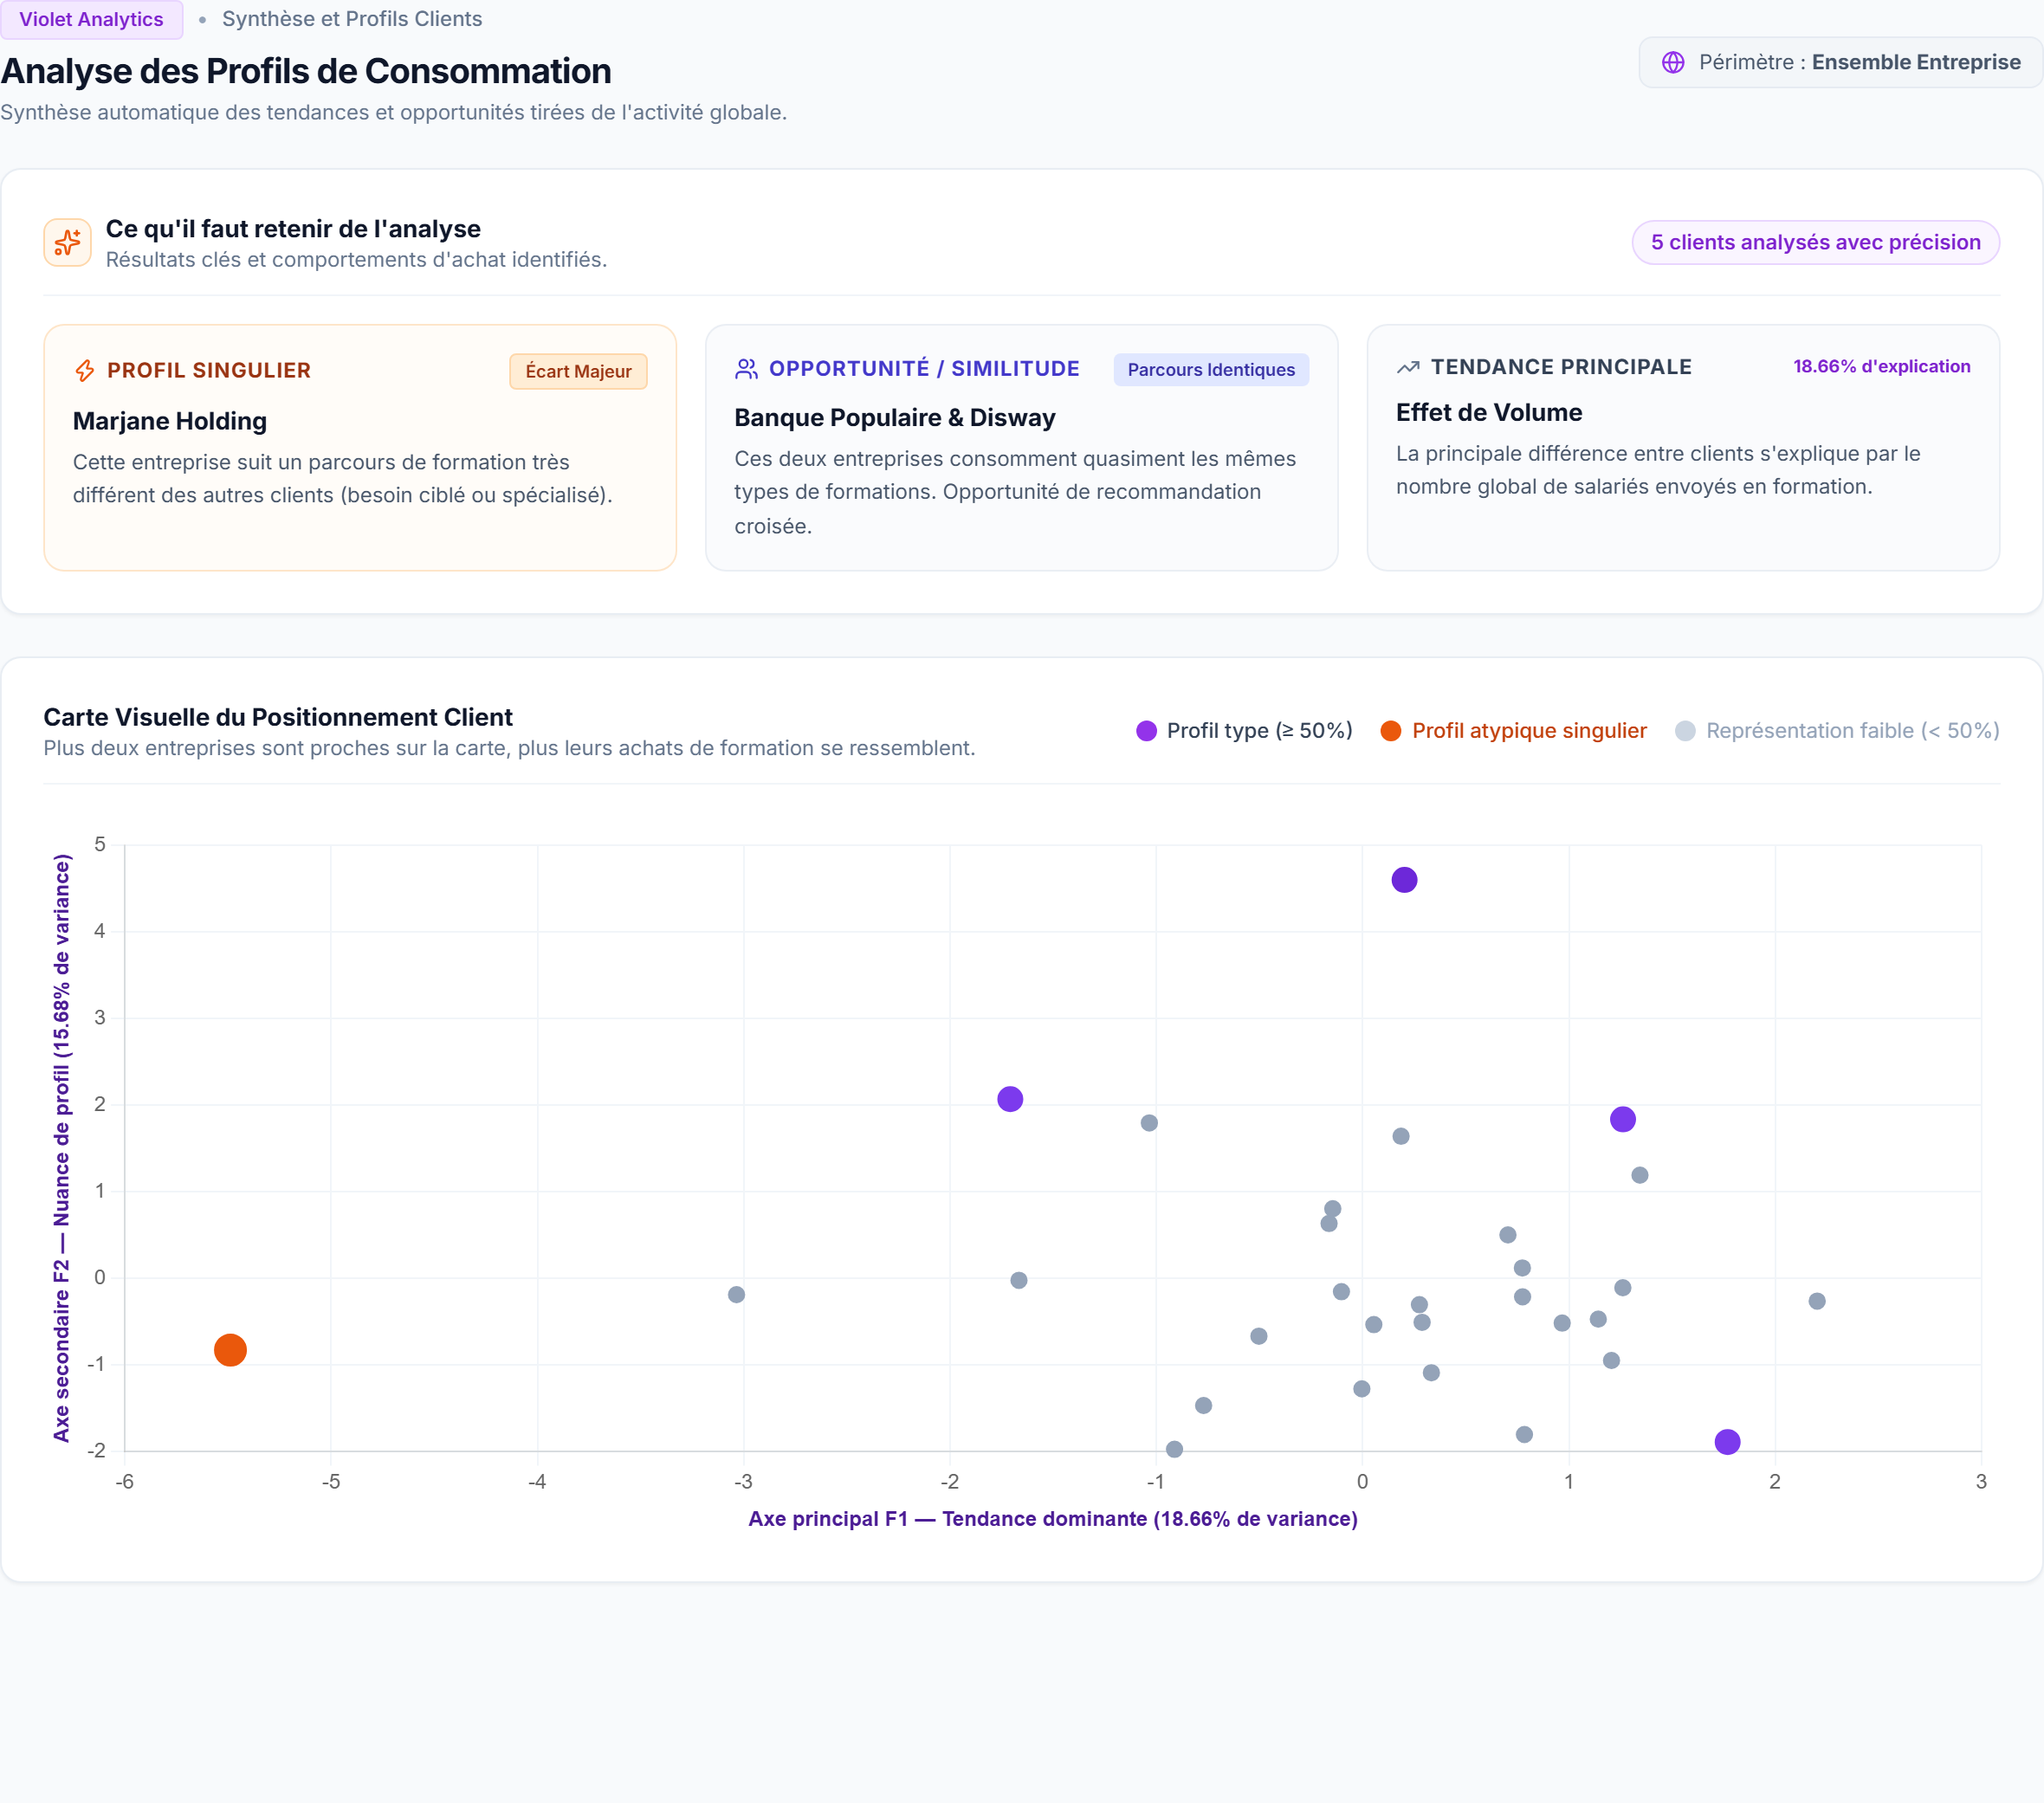 Violet Analytics • Synthèse et Profils Clients
Analyse des Profils de Consommation
Synthèse automatique des tendances et opportunités tirées de l'activité globale.
Périmètre : Ensemble Entreprise
Ce qu'il faut retenir de l'analyse
Résultats clés et comportements d'achat identifiés.
5 clients analysés avec précision
PROFIL SINGULIER
Écart Majeur
Marjane Holding
Cette entreprise suit un parcours de formation très
différent des autres clients (besoin ciblé ou spécialisé).
OPPORTUNITÉ / SIMILITUDE
Parcours Identiques
Banque Populaire & Disway
Ces deux entreprises consomment quasiment les mêmes
types de formations. Opportunité de recommandation
croisée.
TENDANCE PRINCIPALE
18.66% d'explication
Effet de Volume
La principale différence entre clients s'explique par le
nombre global de salariés envoyés en formation.
Carte Visuelle du Positionnement Client
Plus deux entreprises sont proches sur la carte, plus leurs achats de formation se ressemblent.
Profil type (≥ 50%)
Profil atypique singulier
Représentation faible (< 50%)
Axe secondaire F2 — Nuance de profil (15.68% de variance)
5
4
3
2
1
0
-1
-2
-6 -5 -4 -3 -2 -1 0 1 2 3
Axe principal F1 — Tendance dominante (18.66% de variance)